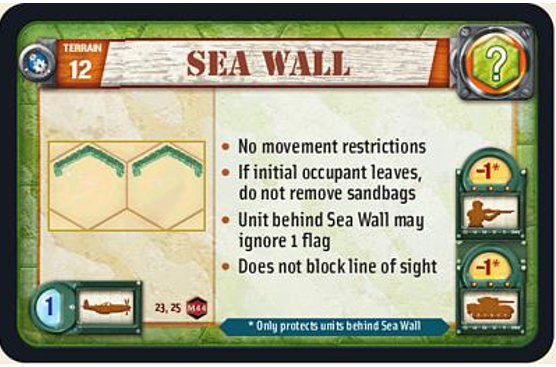 TERRAIN
12
SEA WALL
?
• No movement restrictions
• If initial occupant leaves,
do not remove sandbags
• Unit behind Sea Wall may
ignore 1 flag
• Does not block line of sight
-1*
-1*
1
23, 25 M44
* Only protects units behind Sea Wall